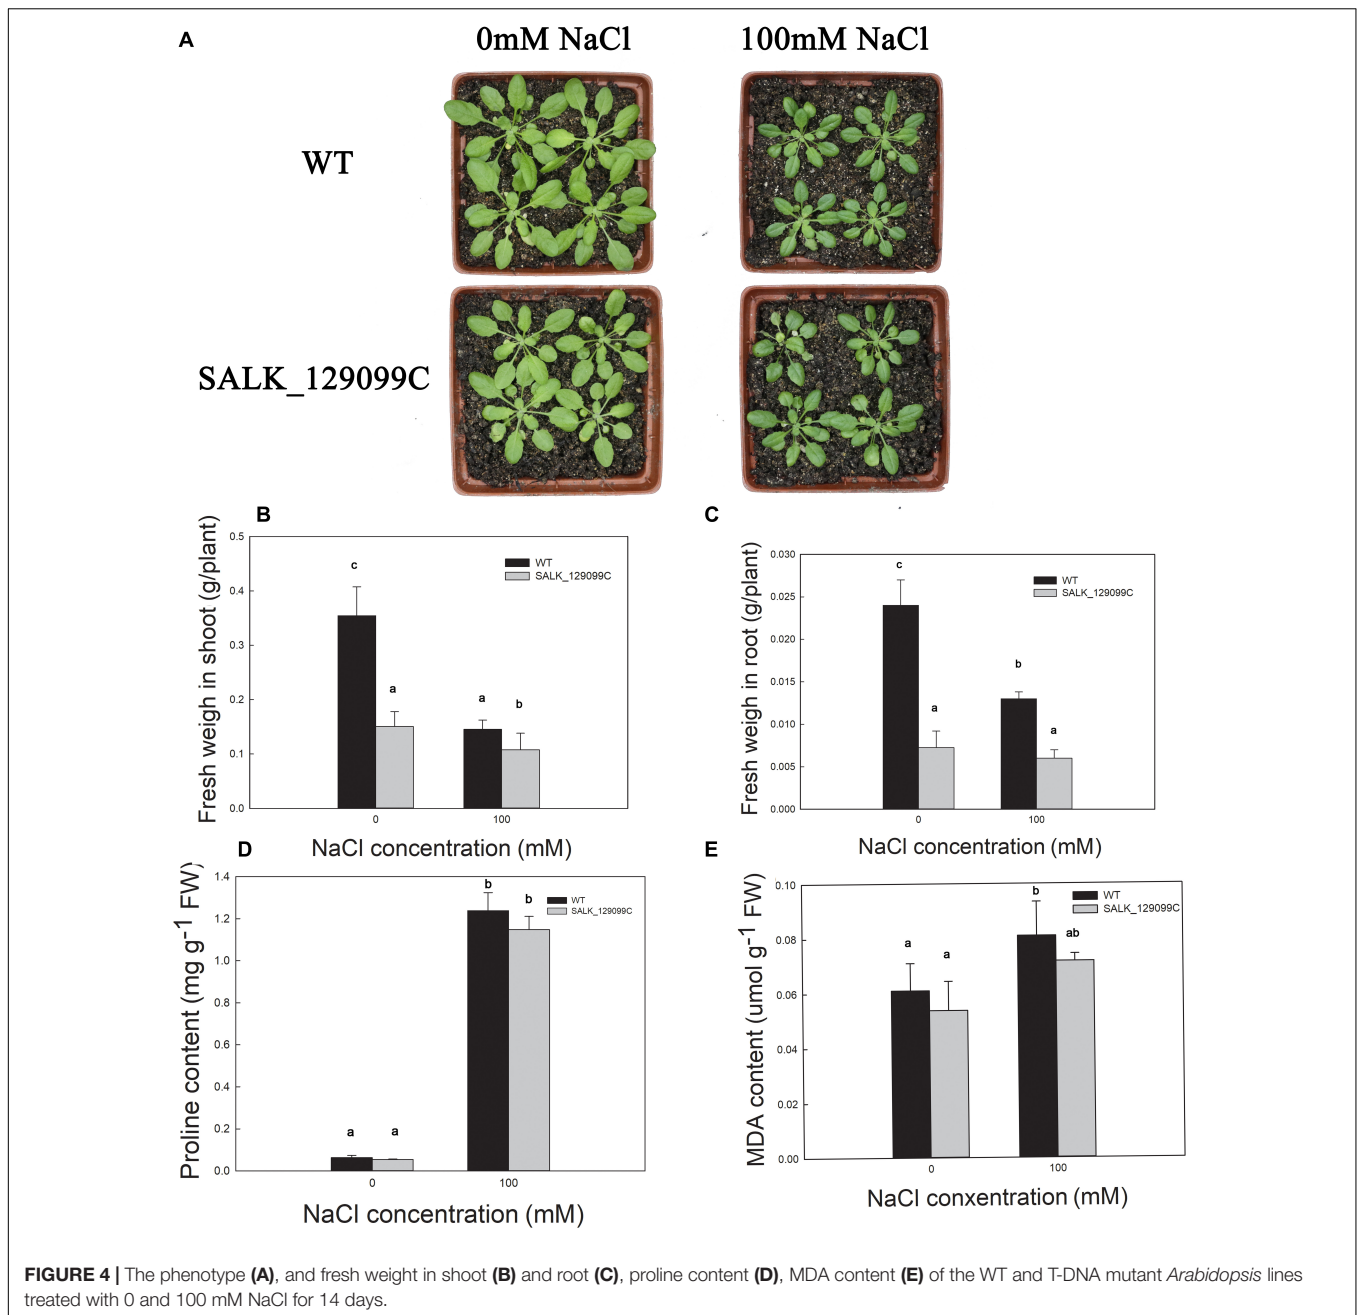 A
0mM NaCl
100mM NaCl
WT
SALK_129099C
B
Fresh weigh in shoot (g/plant)
0.5
0.4
0.3
0.2
0.1
0.0
WT
SALK_129099C
c
a
a
b
0
100
NaCl concentration (mM)
C
Fresh weigh in root (g/plant)
0.030
0.025
0.020
0.015
0.010
0.005
0.000
WT
SALK_129099C
c
a
b
a
0
100
NaCl concentration (mM)
D
Proline content (mg g-1 FW)
1.4
1.2
1.0
0.8
0.6
0.4
0.2
0.0
WT
SALK_129099C
a
a
b
b
0
100
NaCl concentration (mM)
E
MDA content (umol g-1 FW)
0.10
0.08
0.06
0.04
0.02
0.00
WT
SALK_129099C
a
a
b
ab
0
100
NaCl conxentration (mM)
FIGURE 4 | The phenotype (A), and fresh weight in shoot (B) and root (C), proline content (D), MDA content (E) of the WT and T-DNA mutant Arabidopsis lines
treated with 0 and 100 mM NaCl for 14 days.